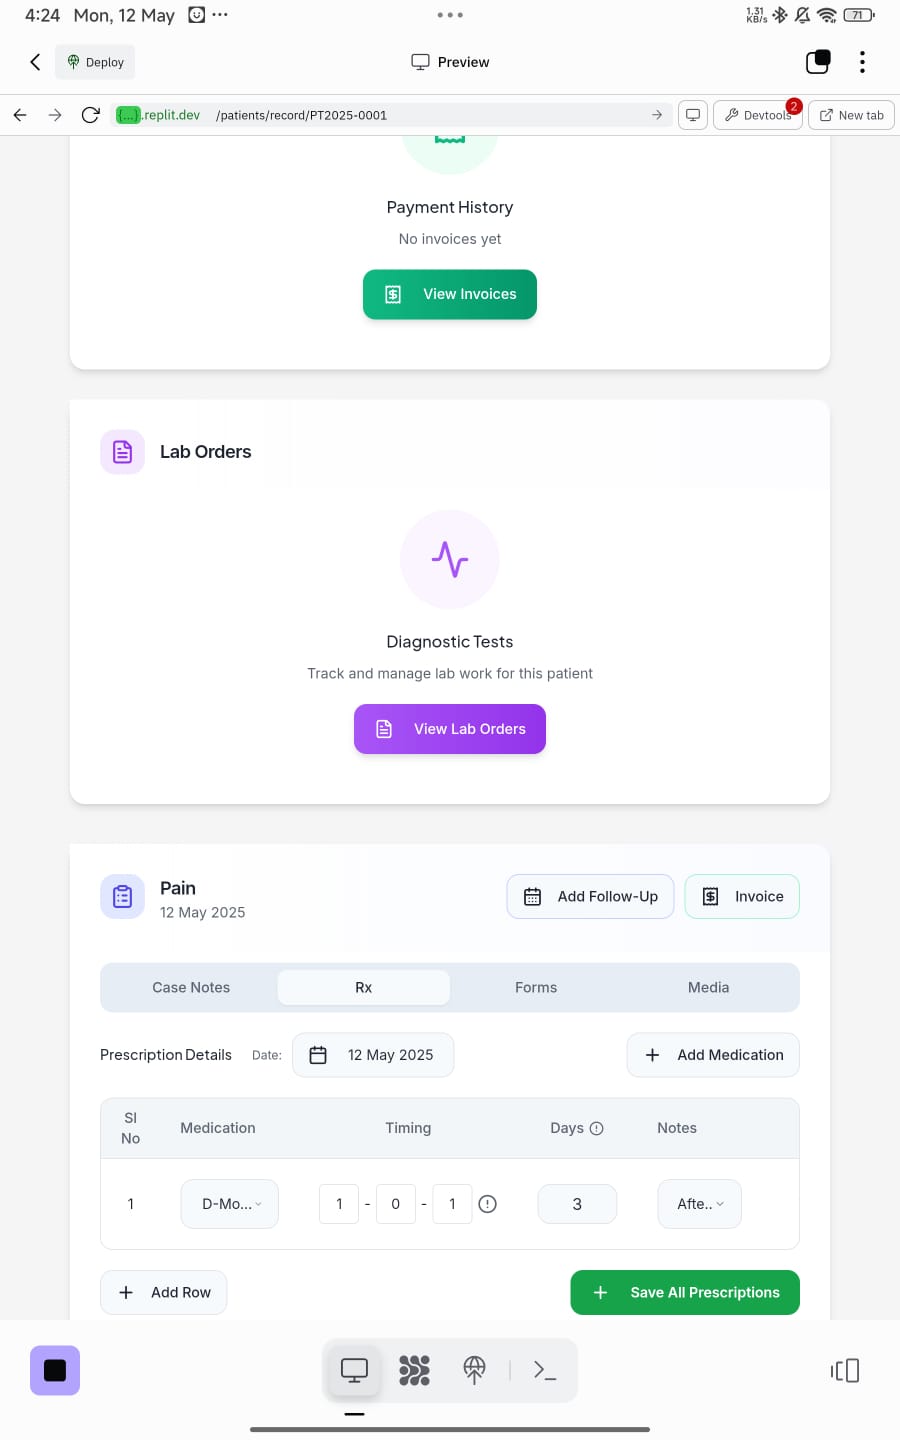 4:24 Mon, 12 May
1.31 KB/s
71
Deploy
Preview
{...}.replit.dev /patients/record/PT2025-0001
Devtools 2
New tab
Payment History
No invoices yet
View Invoices
Lab Orders
Diagnostic Tests
Track and manage lab work for this patient
View Lab Orders
Pain
12 May 2025
Add Follow-Up
Invoice
Case Notes Rx Forms Media
Prescription Details Date: 12 May 2025 Add Medication
Sl No Medication Timing Days Notes
1 D-Mo... 1 - 0 - 1 3 Afte..
Add Row
Save All Prescriptions